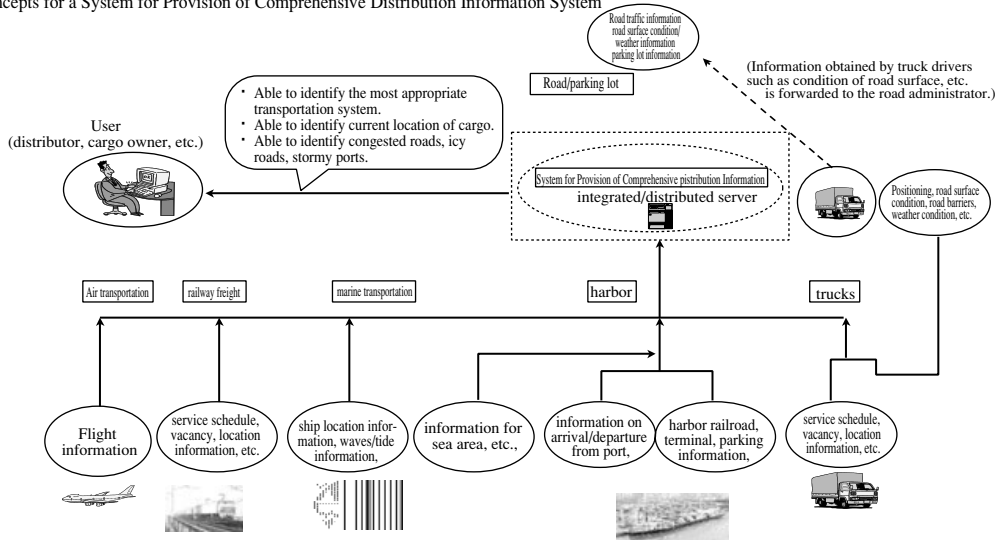 cepts for a System for Provision of Comprehensive Distribution Information System
Road traffic information
road surface condition/
weather information
parking lot information
Road/parking lot
(Information obtained by truck drivers
such as condition of road surface, etc.
is forwarded to the road administrator.)
・ Able to identify the most appropriate
transportation system.
・ Able to identify current location of cargo.
・ Able to identify congested roads, icy
roads, stormy ports.
User
(distributor, cargo owner, etc.)
System for Provision of Comprehensive pistribution Information
integrated/distributed server
Positioning, road surface
condition, road barriers,
weather condition, etc.
Air transportation
railway freight
marine transportation
harbor
trucks
Flight
information
service schedule,
vacancy, location
information, etc.
ship location infor-
mation, waves/tide
information,
information for
sea area, etc.,
information on
arrival/departure
from port,
harbor railroad,
terminal, parking
information,
service schedule,
vacancy, location
information, etc.